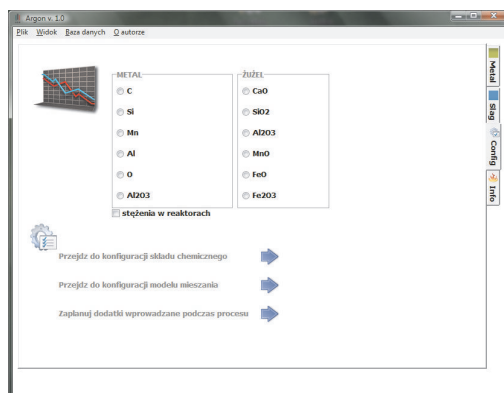 Argon v. 1.0
Plik Widok Baza danych O autorze
METAL
C
Si
Mn
Al
O
Al2O3
ŻUŻEL
CaO
SiO2
Al2O3
MnO
FeO
Fe2O3
stężenia w reaktorach
Przejdz do konfiguracji składu chemicznego
Przejdz do konfiguracji modelu mieszania
Zaplanuj dodatki wprowadzane podczas procesu
Metal
Slag
Config
Info